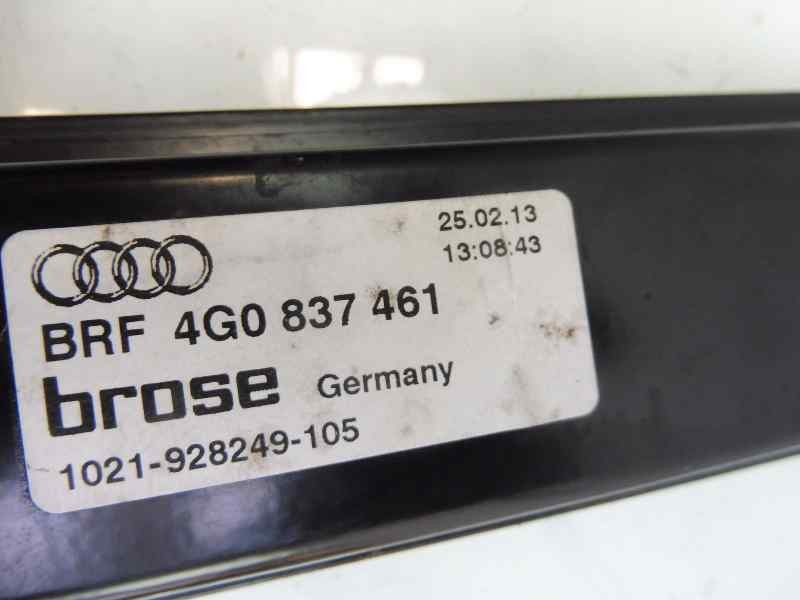 25.02.13
13:08:43
BRF 4G0 837 461
brose Germany
1021-928249-105